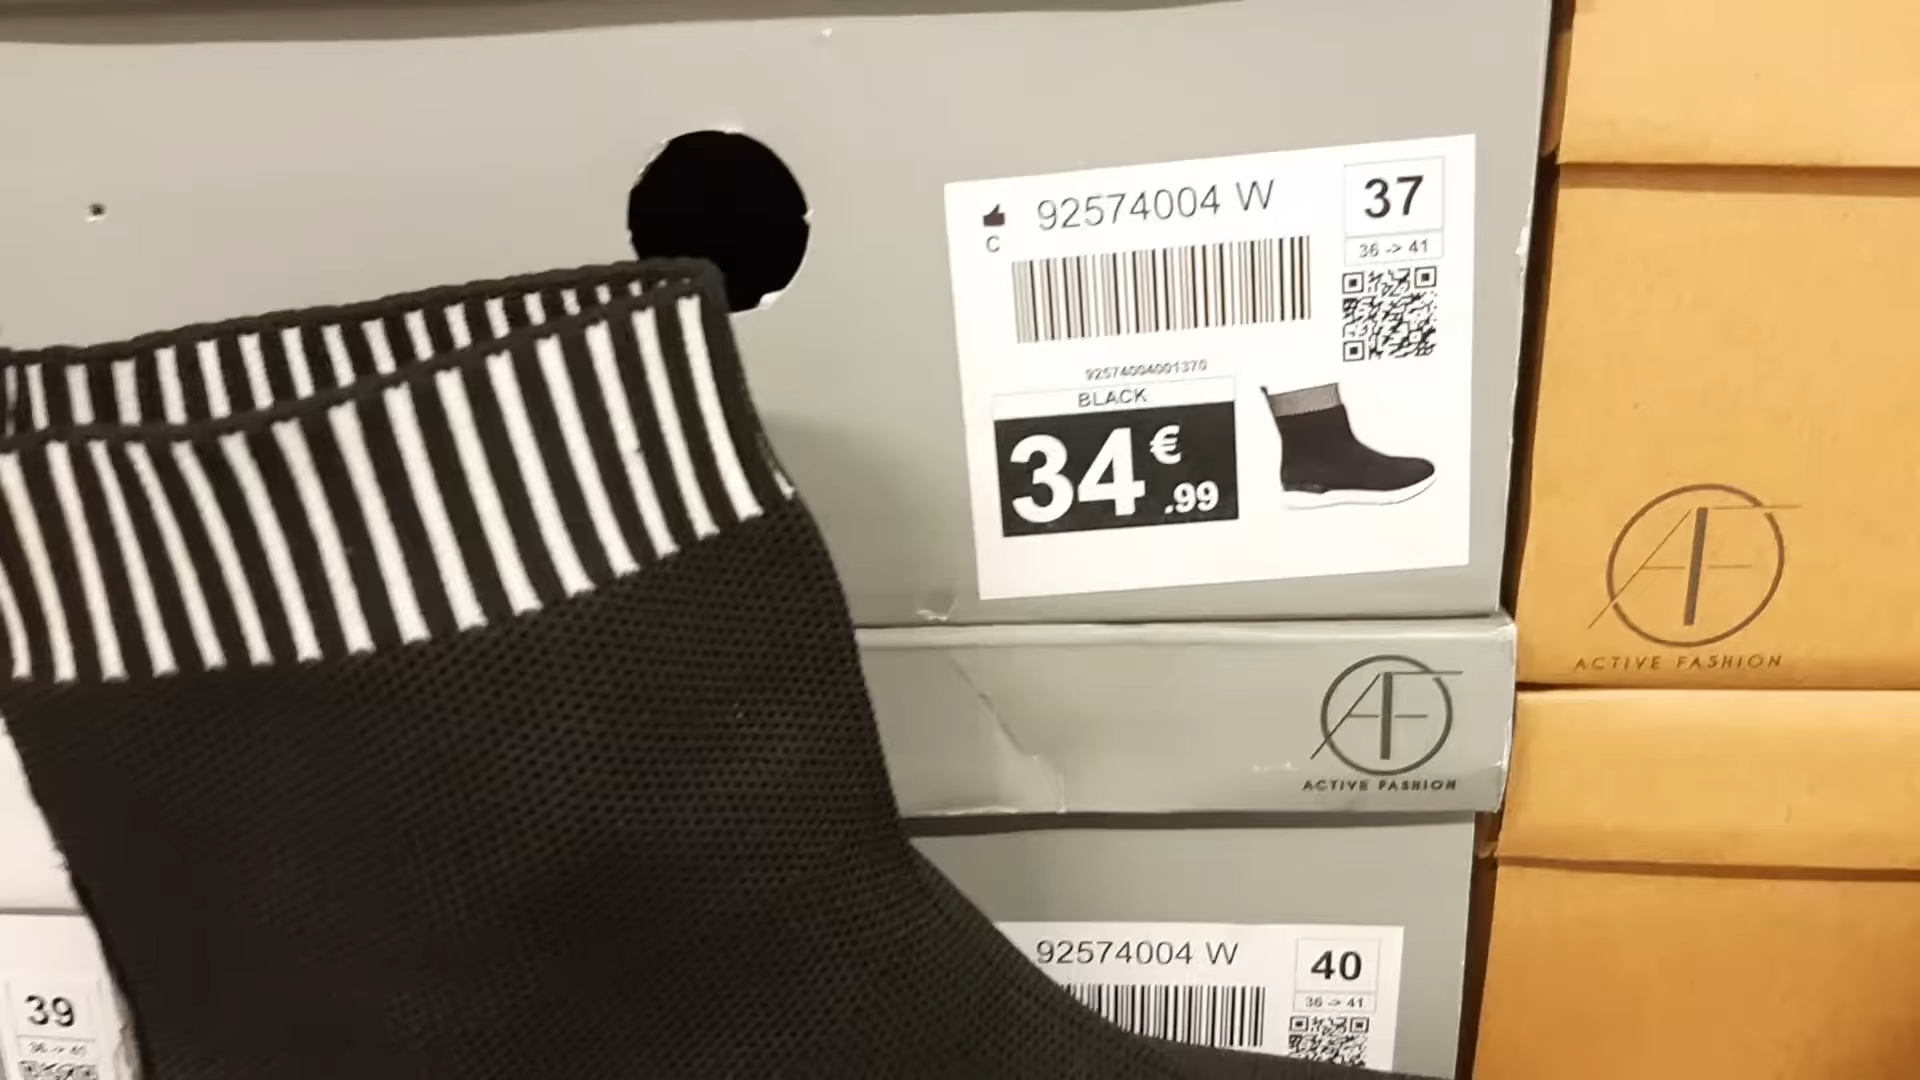 92574004 W
37
C
36 -> 41
92574004001370
BLACK
34€.99
AF
ACTIVE FASHION
AF
ACTIVE FASHION
92574004 W
40
36 -> 41
39